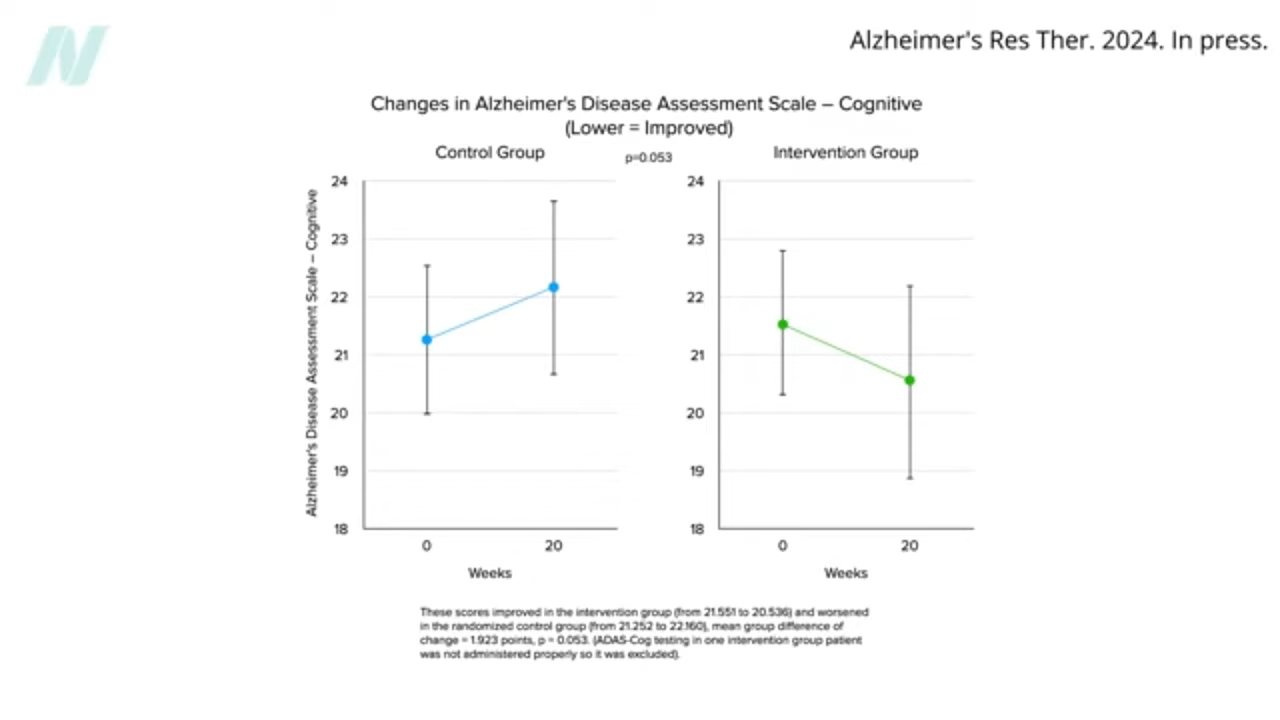 N
Alzheimer's Res Ther. 2024. In press.
Changes in Alzheimer's Disease Assessment Scale – Cognitive
(Lower = Improved)
Control Group
p=0.053
Intervention Group
Alzheimer's Disease Assessment Scale – Cognitive
24
23
22
21
20
19
18
0
20
Weeks
24
23
22
21
20
19
18
0
20
Weeks
These scores improved in the intervention group (from 21.551 to 20.536) and worsened
in the randomized control group (from 21.252 to 22.160), mean group difference of
change = 1.923 points, p = 0.053. (ADAS-Cog testing in one intervention group patient
was not administered properly so it was excluded).